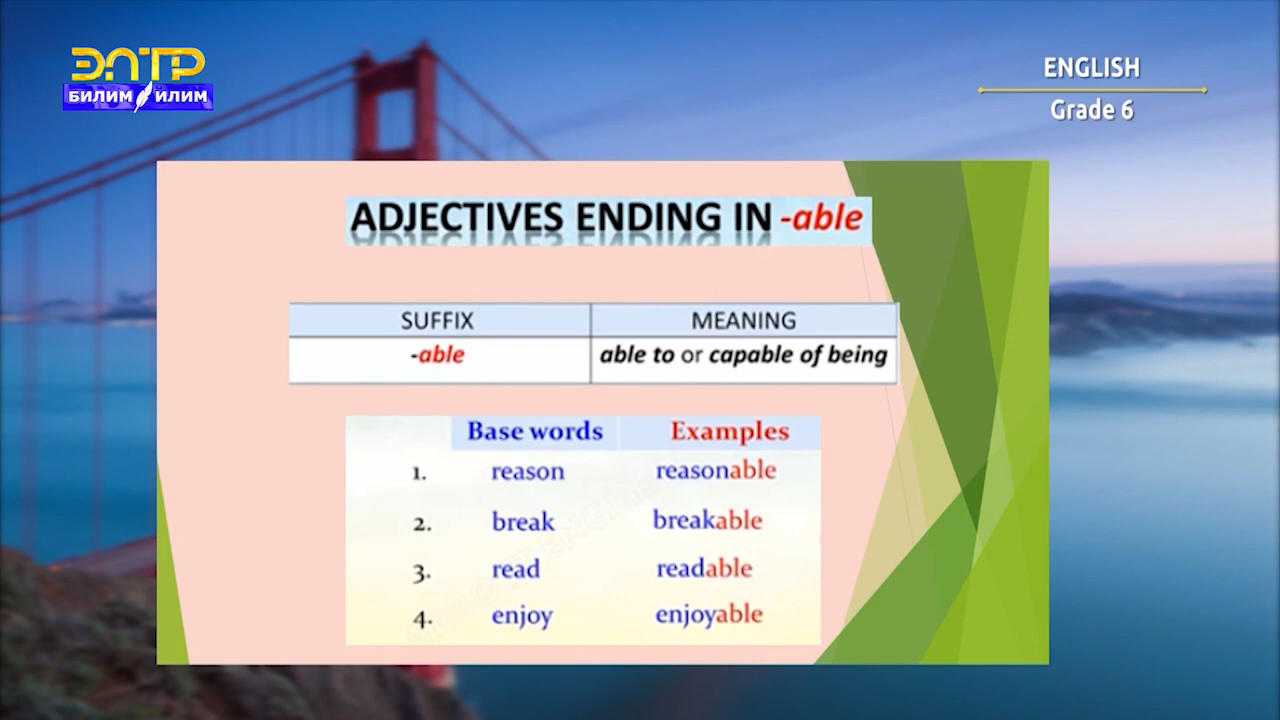 ЭЛТР
БИЛИМ ИЛИМ
ENGLISH
Grade 6
ADJECTIVES ENDING IN -able
SUFFIX MEANING
-able able to or capable of being
Base words Examples
1. reason reasonable
2. break breakable
3. read readable
4. enjoy enjoyable